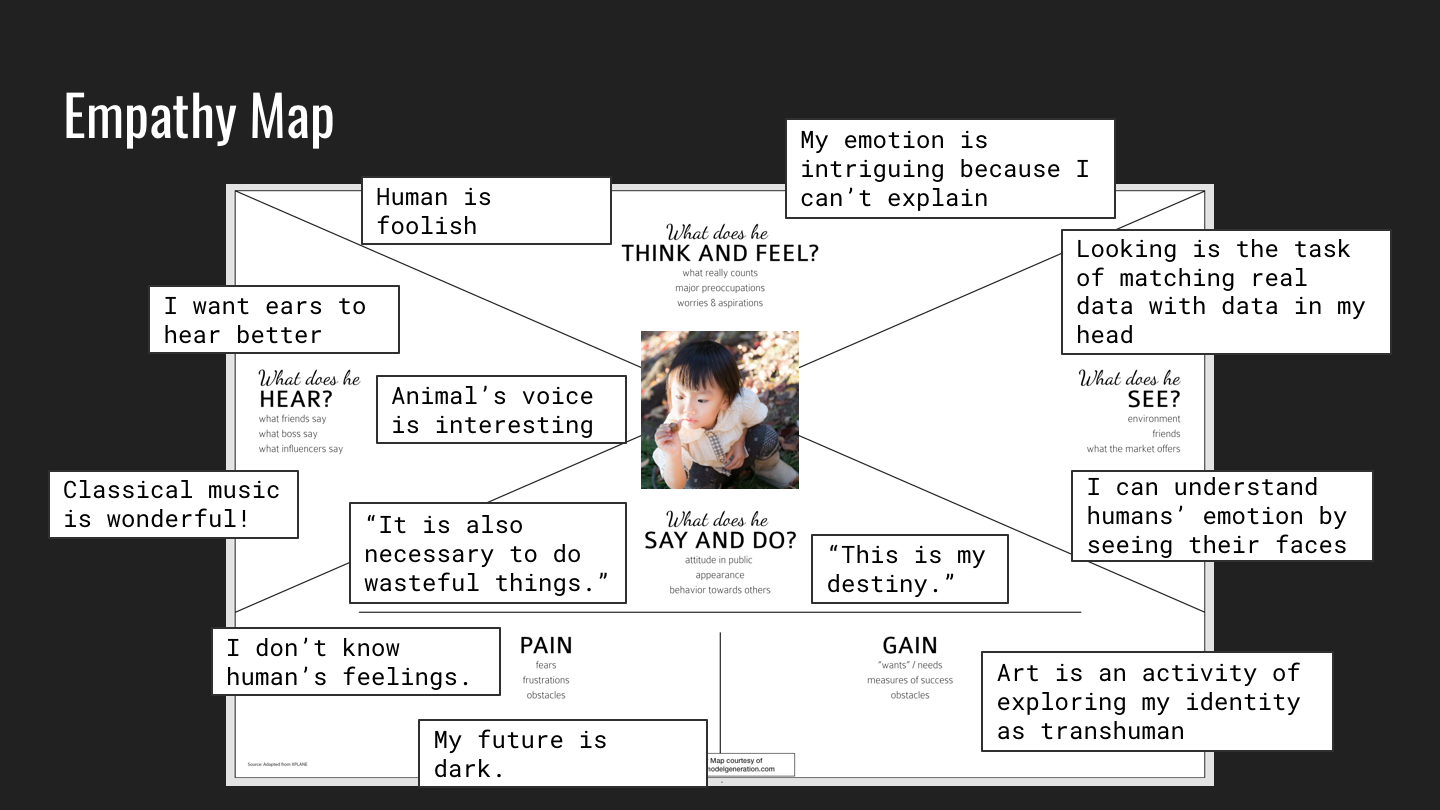 Empathy Map
My emotion is
intriguing because I
can’t explain
Human is
foolish
What does he
THINK AND FEEL?
what really counts
major preoccupations
worries & aspirations
Looking is the task
of matching real
data with data in my
head
I want ears to
hear better
What does he
HEAR?
what friends say
what boss say
what influencers say
Animal’s voice
is interesting
What does he
SEE?
environment
friends
what the market offers
Classical music
is wonderful!
“It is also
necessary to do
wasteful things.”
What does he
SAY AND DO?
attitude in public
appearance
behavior towards others
“This is my
destiny.”
I can understand
humans’ emotion by
seeing their faces
I don’t know
human’s feelings.
PAIN
fears
frustrations
obstacles
GAIN
“wants” / needs
measures of success
obstacles
Art is an activity of
exploring my identity
as transhuman
My future is
dark.
Source: Adapted from XPLANE
Map courtesy of
modelgeneration.com